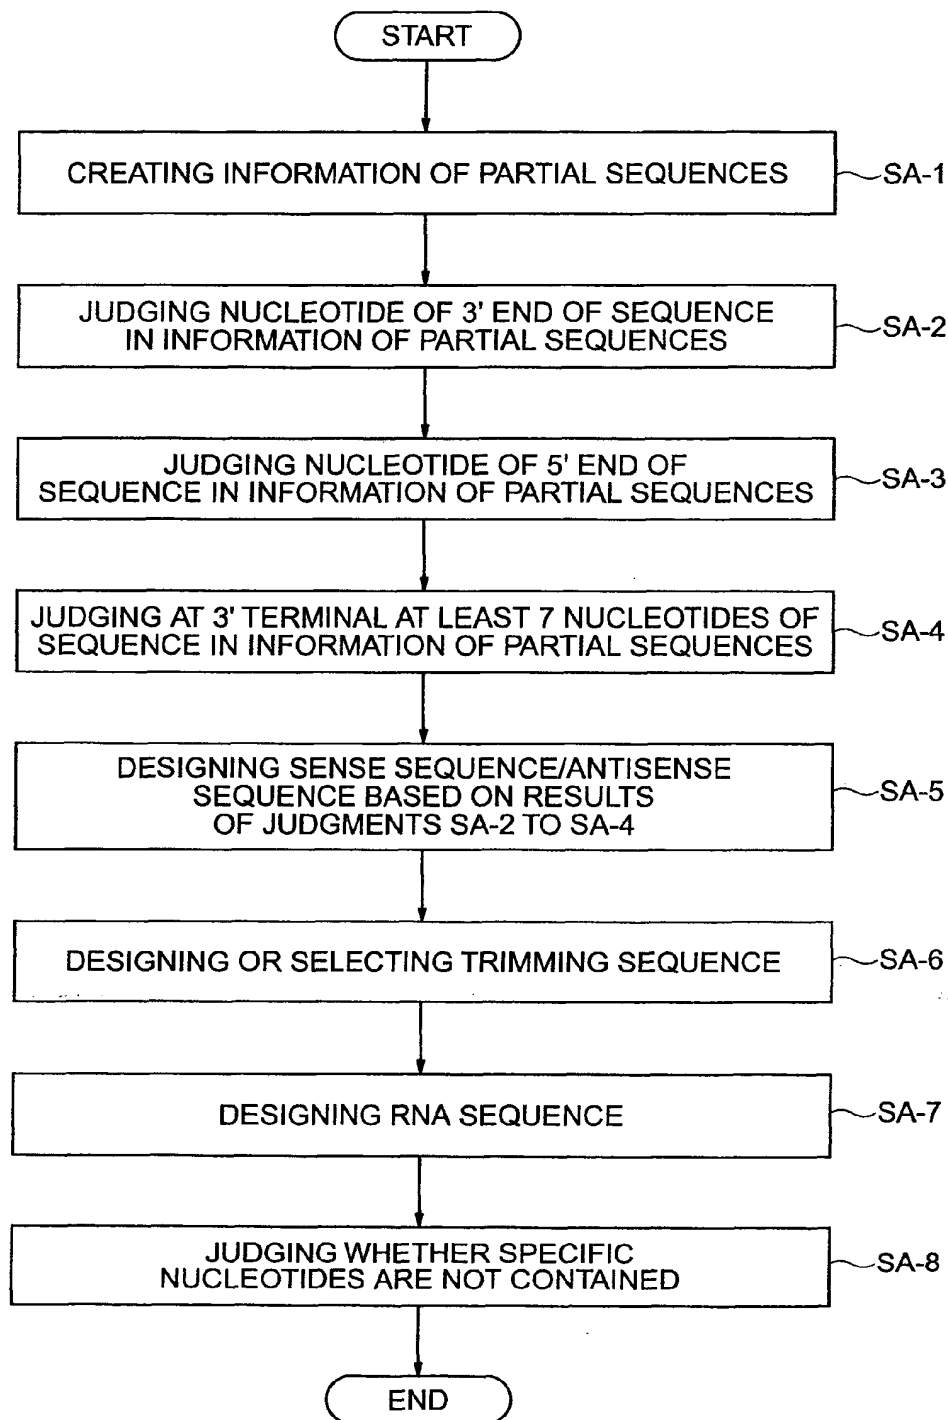 START
CREATING INFORMATION OF PARTIAL SEQUENCES
SA-1
JUDGING NUCLEOTIDE OF 3' END OF SEQUENCE
IN INFORMATION OF PARTIAL SEQUENCES
SA-2
JUDGING NUCLEOTIDE OF 5' END OF
SEQUENCE IN INFORMATION OF PARTIAL SEQUENCES
SA-3
JUDGING AT 3' TERMINAL AT LEAST 7 NUCLEOTIDES OF
SEQUENCE IN INFORMATION OF PARTIAL SEQUENCES
SA-4
DESIGNING SENSE SEQUENCE/ANTISENSE
SEQUENCE BASED ON RESULTS
OF JUDGMENTS SA-2 TO SA-4
SA-5
DESIGNING OR SELECTING TRIMMING SEQUENCE
SA-6
DESIGNING RNA SEQUENCE
SA-7
JUDGING WHETHER SPECIFIC
NUCLEOTIDES ARE NOT CONTAINED
SA-8
END